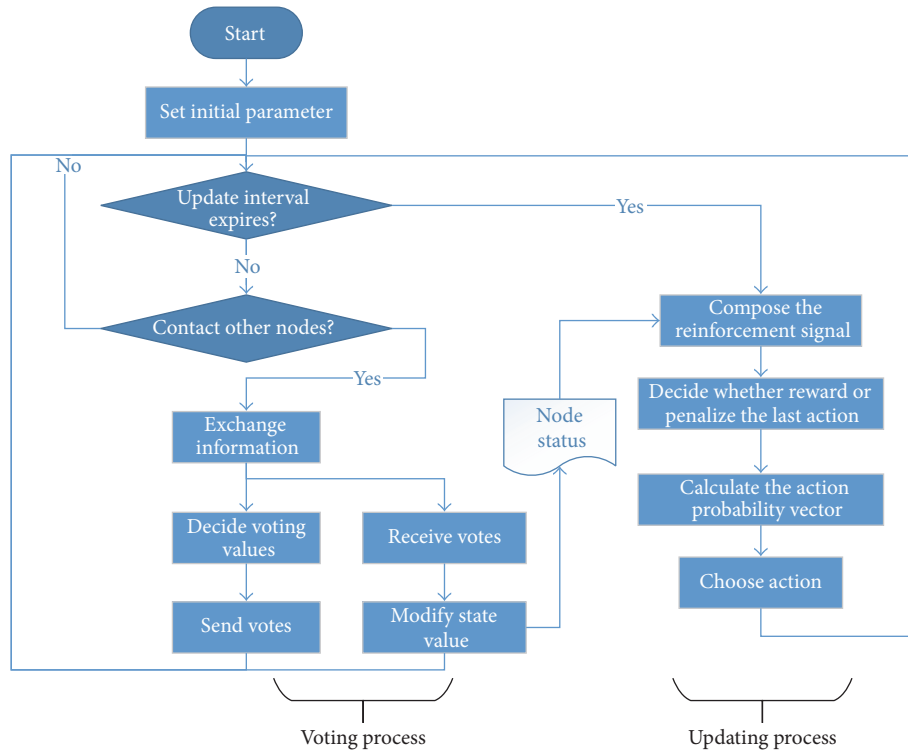 Start
Set initial parameter
No
Update interval
expires?
Yes
No
Contact other nodes?
Yes
Compose the
reinforcement signal
Exchange
information
Node
status
Decide whether reward or
penalize the last action
Decide voting
values
Receive votes
Calculate the action
probability vector
Send votes
Modify state
value
Choose action
Voting process
Updating process